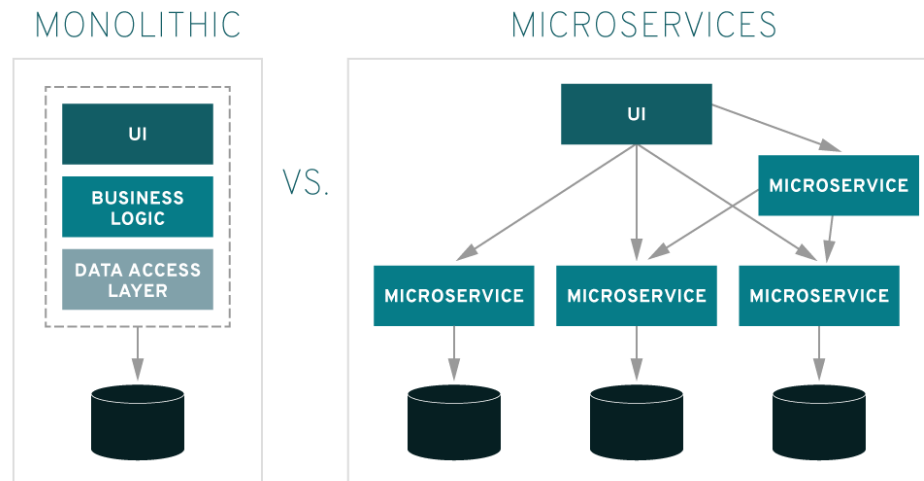 MONOLITHIC
UI
BUSINESS
LOGIC
DATA ACCESS
LAYER
VS.
MICROSERVICES
UI
MICROSERVICE
MICROSERVICE
MICROSERVICE
MICROSERVICE